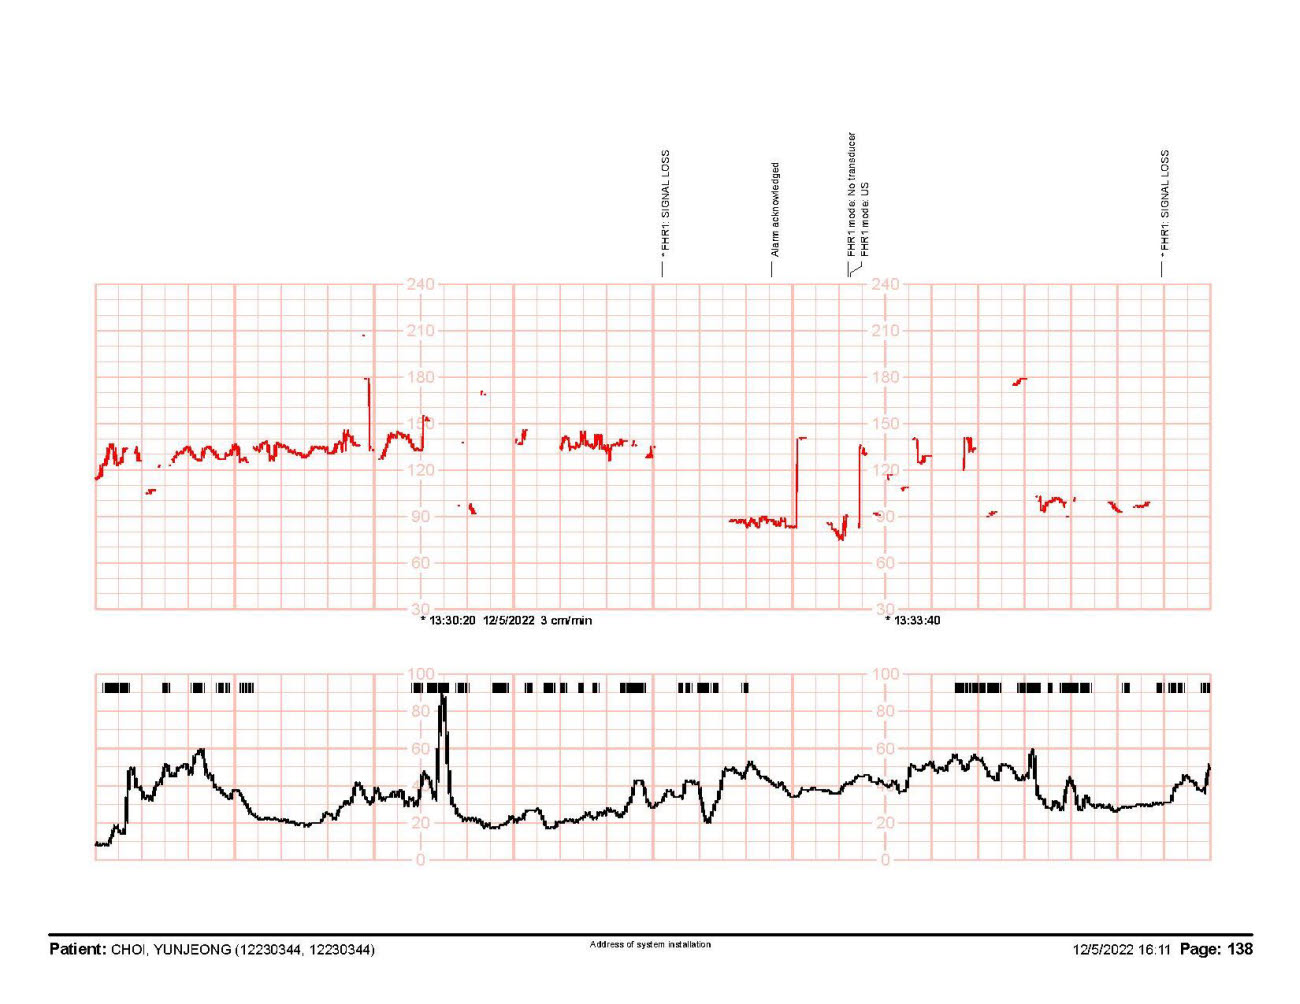 * FHR1: SIGNAL LOSS
Alarm acknowledged
FHR1 mode: No transducer
FHR1 mode: US
* FHR1: SIGNAL LOSS
240 240
210 210
180 180
150 150
120 120
90 90
60 60
30 30
* 13:30:20 12/5/2022 3 cm/min * 13:33:40
100 100
80 80
60 60
40 40
20 20
0 0
Patient: CHOI, YUNJEONG (12230344, 12230344) Address of system installation 12/5/2022 16:11 Page: 138